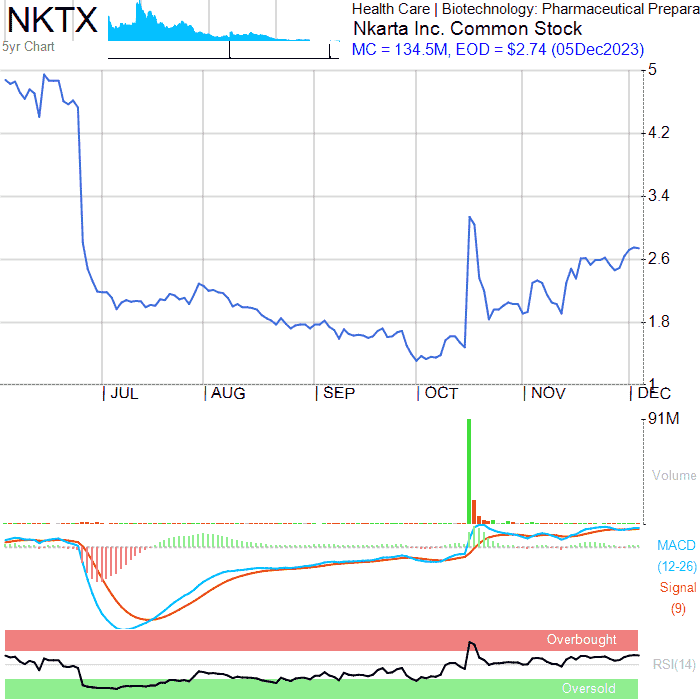 NKTX
5yr Chart
Health Care | Biotechnology: Pharmaceutical Prepara
Nkarta Inc. Common Stock
MC = 134.5M, EOD = $2.74 (05Dec2023)
5
4.2
3.4
2.6
1.8
1
JUL
AUG
SEP
OCT
NOV
DEC
91M
Volume
MACD
(12-26)
Signal
(9)
Overbought
RSI(14)
Oversold